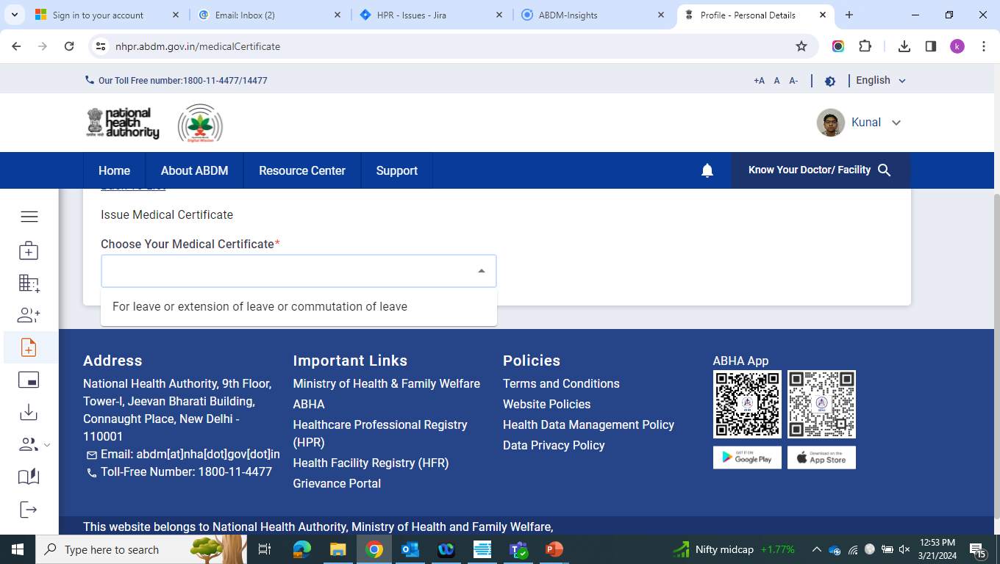 Sign in to your account
Email: Inbox (2)
HPR - Issues - Jira
ABDM-Insights
Profile - Personal Details
nhpr.abdm.gov.in/medicalCertificate
k
Our Toll Free number:1800-11-4477/14477
+A A A-
English
national
health
authority
Digital Mission
Kunal
Home
About ABDM
Resource Center
Support
Know Your Doctor/ Facility
Issue Medical Certificate
Choose Your Medical Certificate*
For leave or extension of leave or commutation of leave
Address
National Health Authority, 9th Floor,
Tower-I, Jeevan Bharati Building,
Connaught Place, New Delhi -
110001
Email: abdm[at]nha[dot]gov[dot]in
Toll-Free Number: 1800-11-4477
Important Links
Ministry of Health & Family Welfare
ABHA
Healthcare Professional Registry
(HPR)
Health Facility Registry (HFR)
Grievance Portal
Policies
Terms and Conditions
Website Policies
Health Data Management Policy
Data Privacy Policy
ABHA App
GET IT ON
Google Play
Download on the
App Store
This website belongs to National Health Authority, Ministry of Health and Family Welfare,
Type here to search
Nifty midcap +1.77%
12:53 PM
3/21/2024
15